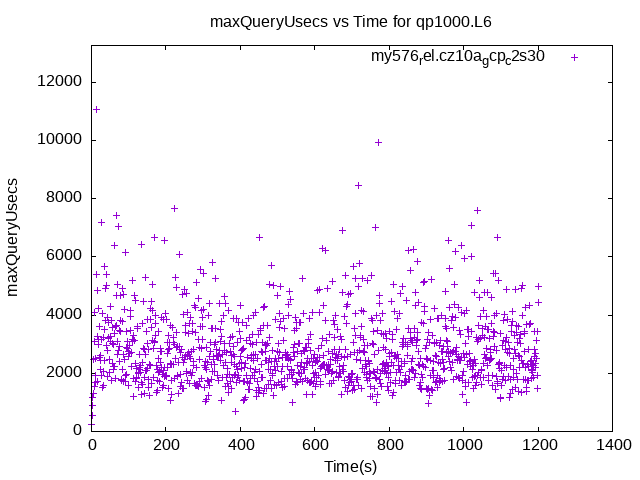 maxQueryUsecs vs Time for qp1000.L6
my576rel.cz10agcpc2s30
12000
10000
8000
6000
4000
2000
0
maxQueryUsecs
0 200 400 600 800 1000 1200 1400
Time(s)